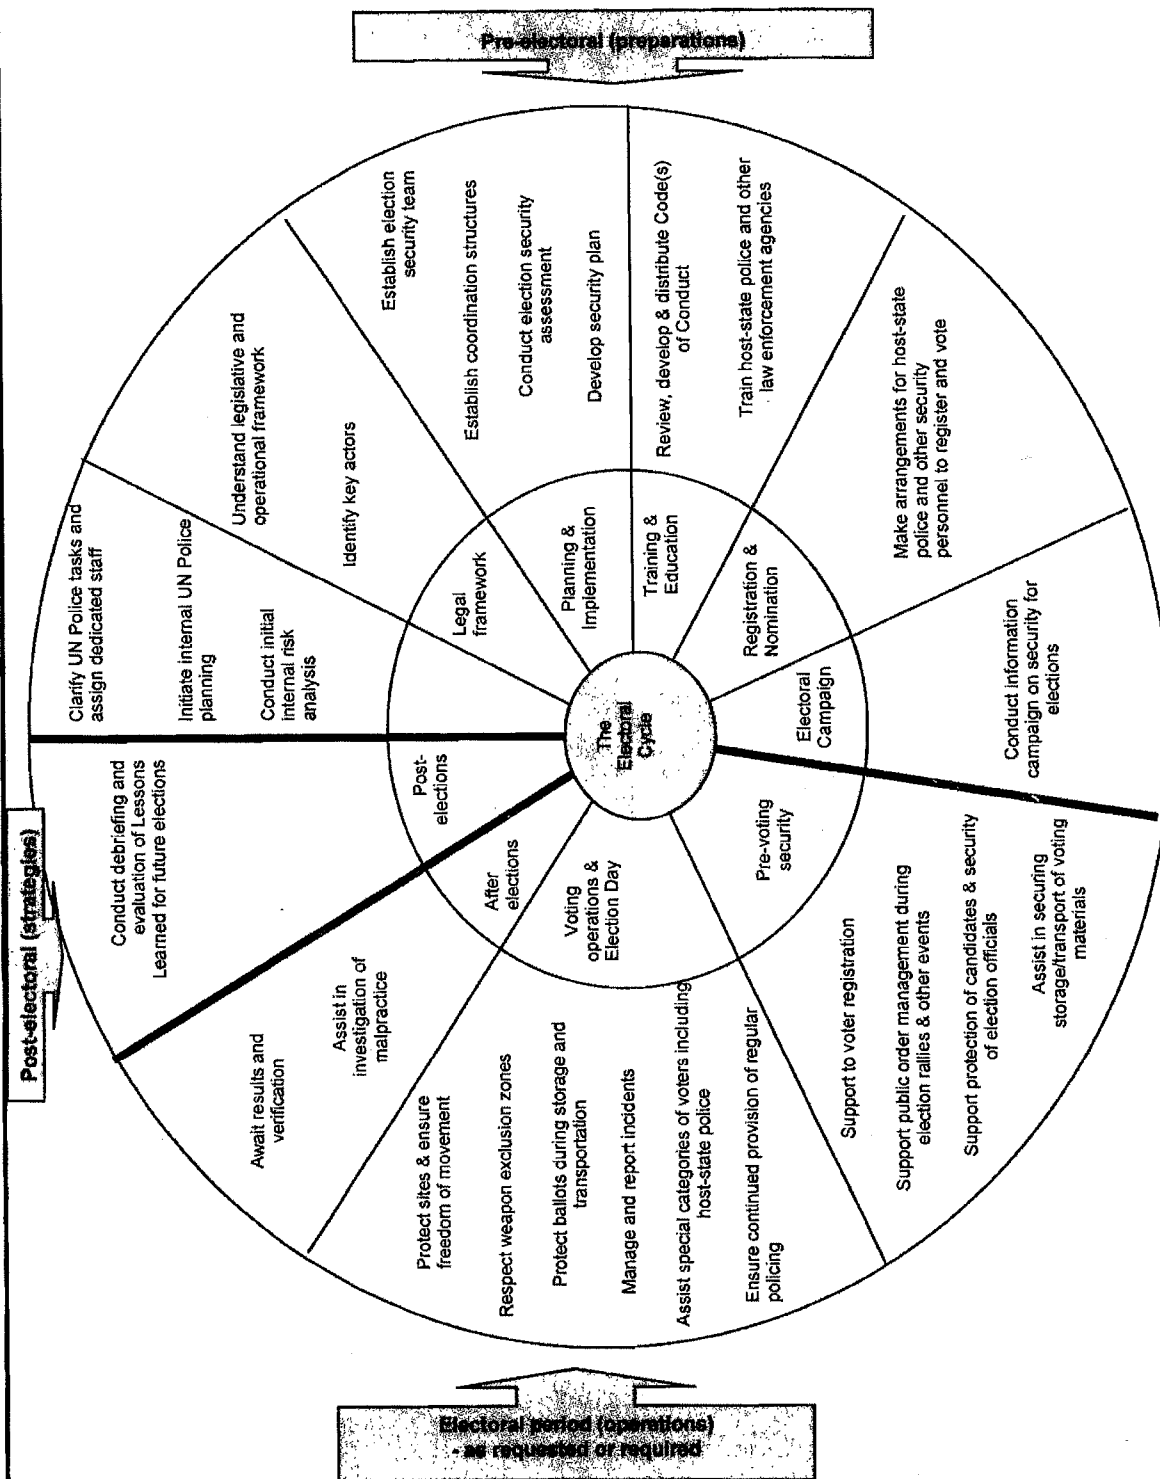 Pre-electoral (preparations)
Post-electoral (strategies)
Electoral period (operations)
- as requested or required
The
Electoral
Cycle
Clarify UN Police tasks and
assign dedicated staff
Initiate internal UN Police
planning
Conduct initial
internal risk
analysis
Legal
framework
Understand legislative and
operational framework
Identify key actors
Planning &
Implementation
Establish election
security team
Establish coordination structures
Conduct election security
assessment
Develop security plan
Training &
Education
Review, develop & distribute Code(s)
of Conduct
Train host-state police and other
law enforcement agencies
Registration &
Nomination
Make arrangements for host-state
police and other security
personnel to register and vote
Electoral
Campaign
Conduct information
campaign on security for
elections
Pre-voting
security
Support to voter registration
Support public order management during
election rallies & other events
Support protection of candidates & security
of election officials
Assist in securing
storage/transport of voting
materials
Voting
operations &
Election Day
Protect sites & ensure
freedom of movement
Respect weapon exclusion zones
Protect ballots during storage and
transportation
Manage and report incidents
Assist special categories of voters including
host-state police
Ensure continued provision of regular
policing
After
elections
Await results and
verification
Assist in
investigation of
malpractice
Post-
elections
Conduct debriefing and
evaluation of Lessons
Learned for future elections